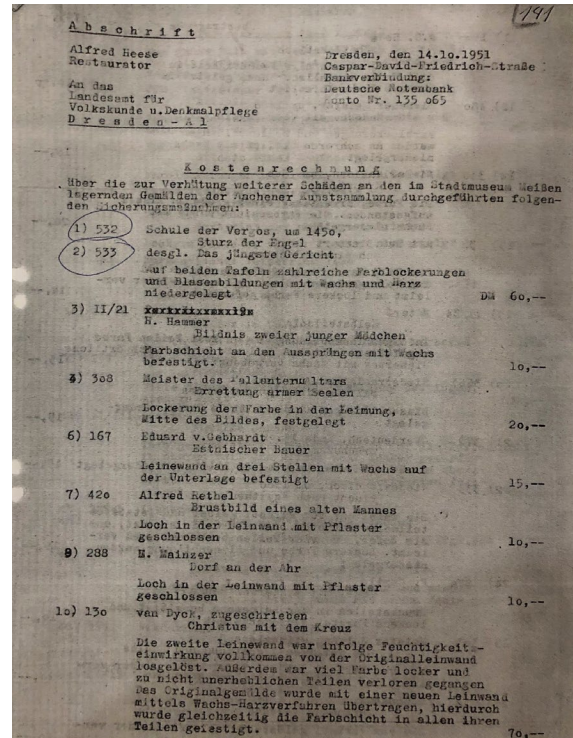 191
Abschrift
Alfred Heese
Restaurator
Dresden, den 14.10.1951
Caspar-David-Friedrich-Straße
Bankverbindung:
Deutsche Notenbank
Konto Nr. 135 065
An das
Landesamt für
Volkskunde u.Denkmalpflege
Dresden-A1
Kostenrechnung
Über die zur Verhütung weiterer Schäden an den im Stadtmuseum Meißen
lagernden Gemälden der Aachener Kunstsammlung durchgeführten folgen-
den Sicherungsmaßnahmen:
1) 532 Schule der Ver os, um 1450,
Sturz der Engel
2) 533 desgl. Das jüngste Gericht
Auf beiden Tafeln zahlreiche Farblockerungen
und Blasenbildungen mit Wachs und Harz
niedergelegt DM 60,--
3) II/21
H. Hammer
Bildnis zweier junger Mädchen
Farbschicht an den Aussprüngen mit Wachs
befestigt. 10,--
308 Meister des
Errettung armer Seelen
Lockerung der Farbe in der Leimung,
Mitte des Bildes, festgelegt 20,--
6) 167 Eduard v.Gebhardt
Estnischer Bauer
Leinewand an drei Stellen mit Wachs auf
der Unterlage befestigt 15,--
7) 420 Alfred Rethel
Brustbild eines alten Mannes
Loch in der Leinwand mit Pflaster
geschlossen 10,--
288 Mainzer
Dorf an der Ahr
Loch in der Leinwand mit Pflaster
geschlossen 10,--
10) 130 van Dyck, zugeschrieben
Christus mit dem Kreuz
Die zweite Leinewand war infolge Feuchtigkeit-
einwirkung vollkommen von der Originalleinwand
losgelöst. Außerdem war viel Farbe locker und
zu nicht unerheblichen Teilen verloren gegangen
Das Originalgemälde wurde mit einer neuen Leinwand
mittels Wachs-Harzverfahren übertragen, hierdurch
wurde gleichzeitig die Farbschicht in allen ihren
Teilen gefestigt. 70,--